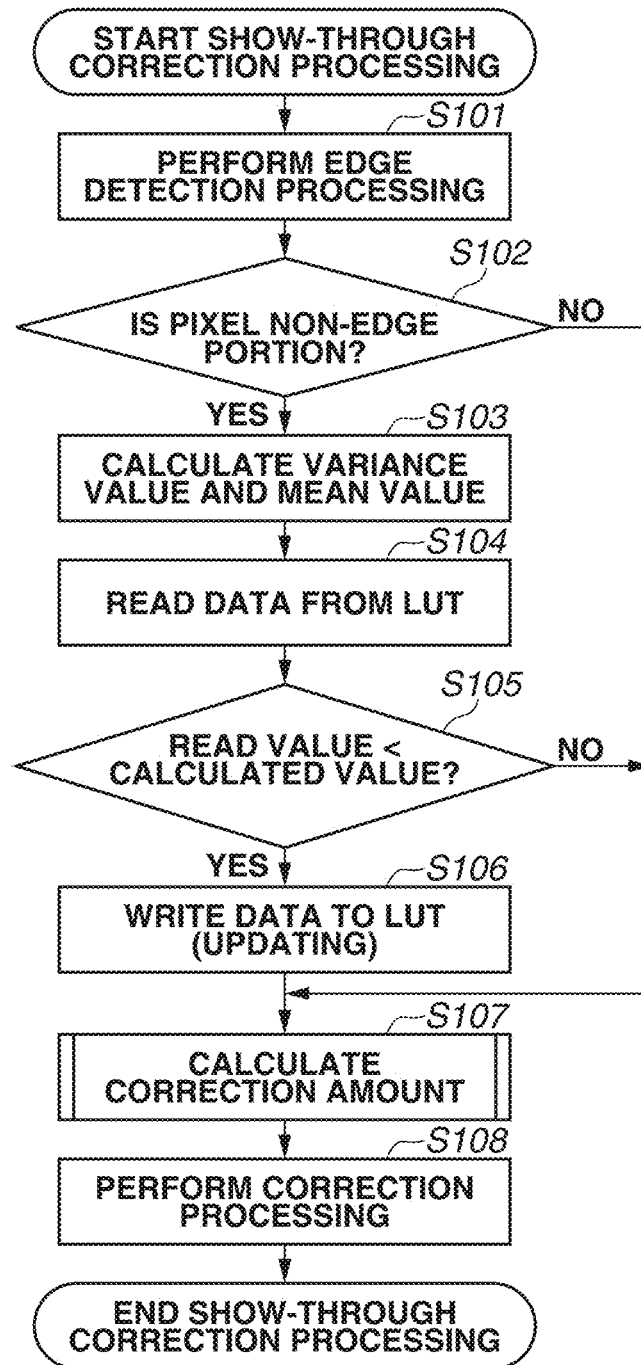 START SHOW-THROUGH
CORRECTION PROCESSING
S101
PERFORM EDGE
DETECTION PROCESSING
S102
IS PIXEL NON-EDGE
PORTION?
NO
YES
S103
CALCULATE VARIANCE
VALUE AND MEAN VALUE
S104
READ DATA FROM LUT
S105
READ VALUE <
CALCULATED VALUE?
NO
YES
S106
WRITE DATA TO LUT
(UPDATING)
S107
CALCULATE
CORRECTION AMOUNT
S108
PERFORM CORRECTION
PROCESSING
END SHOW-THROUGH
CORRECTION PROCESSING